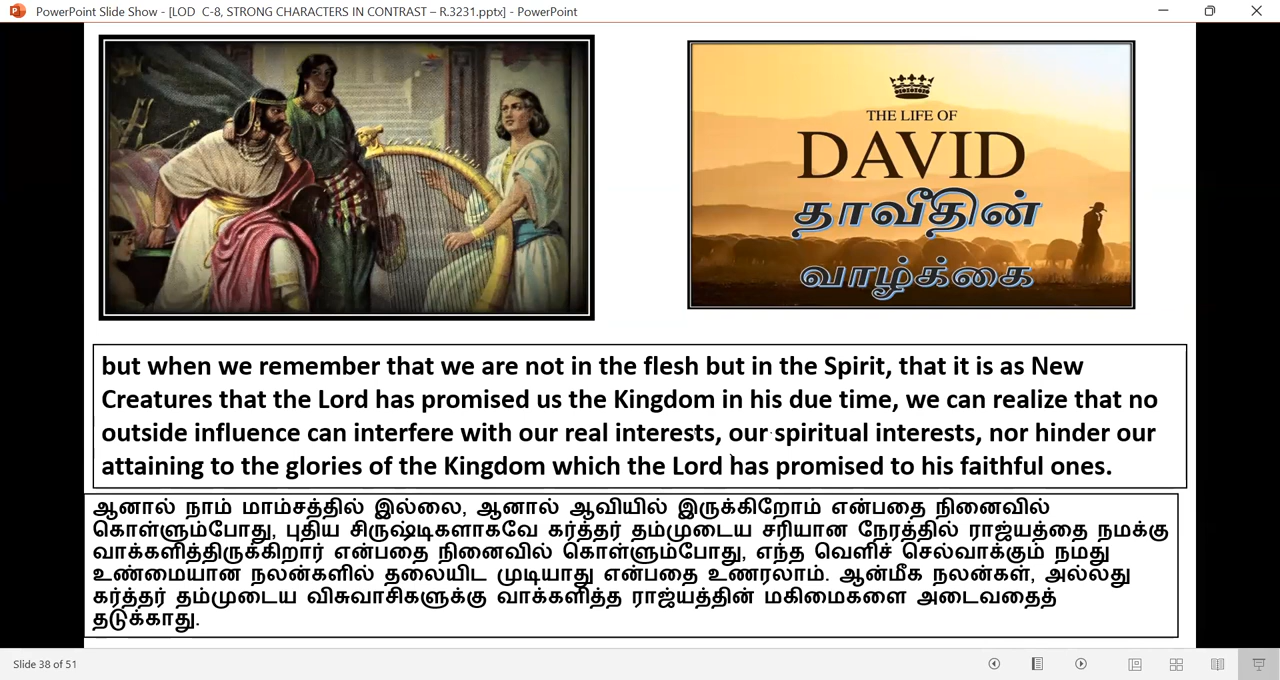 PowerPoint Slide Show - [LOD  C-8, STRONG CHARACTERS IN CONTRAST – R.3231.pptx] - PowerPoint
THE LIFE OF
DAVID
தாவீதின்
வாழ்க்கை
but when we remember that we are not in the flesh but in the Spirit, that it is as New
Creatures that the Lord has promised us the Kingdom in his due time, we can realize that no
outside influence can interfere with our real interests, our spiritual interests, nor hinder our
attaining to the glories of the Kingdom which the Lord has promised to his faithful ones.
ஆனால் நாம் மாம்சத்தில் இல்லை, ஆனால் ஆவியில் இருக்கிறோம் என்பதை நினைவில்
கொள்ளும்போது, புதிய சிருஷ்டிகளாகவே கர்த்தர் தம்முடைய சரியான நேரத்தில் ராஜ்யத்தை நமக்கு
வாக்களித்திருக்கிறார் என்பதை நினைவில் கொள்ளும்போது, எந்த வெளிச் செல்வாக்கும் நமது
உண்மையான நலன்களில் தலையிட முடியாது என்பதை உணரலாம். ஆன்மீக நலன்கள், அல்லது
கர்த்தர் தம்முடைய விசுவாசிகளுக்கு வாக்களித்த ராஜ்யத்தின் மகிமைகளை அடைவதைத்
தடுக்காது.
Slide 38 of 51